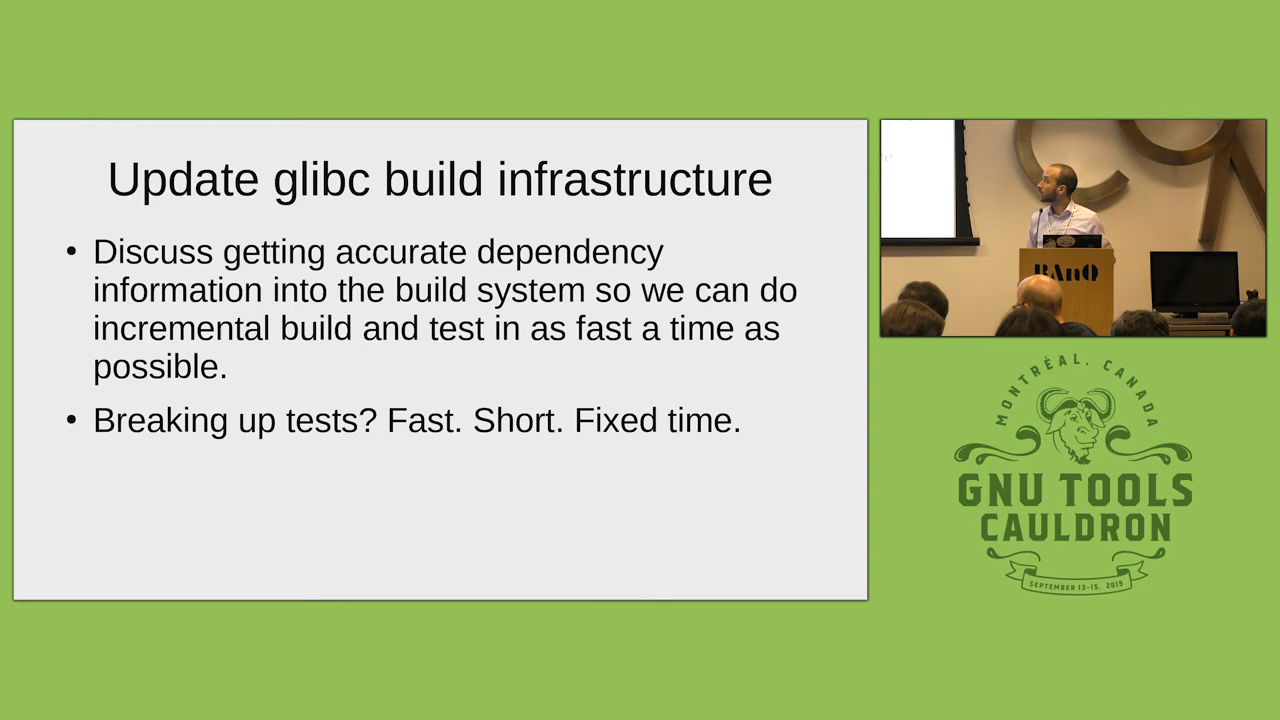 Update glibc build infrastructure
• Discuss getting accurate dependency
information into the build system so we can do
incremental build and test in as fast a time as
possible.
• Breaking up tests? Fast. Short. Fixed time.
BAnQ
MONTRÉAL. CANADA
GNU TOOLS
CAULDRON
SEPTEMBER 13-15, 2019